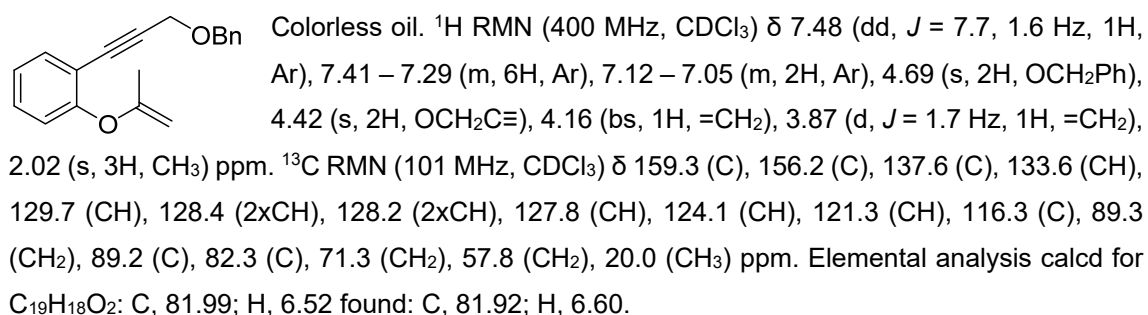 OBn
O
Colorless oil. ¹H RMN (400 MHz, CDCl₃) δ 7.48 (dd, J = 7.7, 1.6 Hz, 1H,
Ar), 7.41 – 7.29 (m, 6H, Ar), 7.12 – 7.05 (m, 2H, Ar), 4.69 (s, 2H, OCH₂Ph),
4.42 (s, 2H, OCH₂C≡), 4.16 (bs, 1H, =CH₂), 3.87 (d, J = 1.7 Hz, 1H, =CH₂),
2.02 (s, 3H, CH₃) ppm. ¹³C RMN (101 MHz, CDCl₃) δ 159.3 (C), 156.2 (C), 137.6 (C), 133.6 (CH),
129.7 (CH), 128.4 (2xCH), 128.2 (2xCH), 127.8 (CH), 124.1 (CH), 121.3 (CH), 116.3 (C), 89.3
(CH₂), 89.2 (C), 82.3 (C), 71.3 (CH₂), 57.8 (CH₂), 20.0 (CH₃) ppm. Elemental analysis calcd for
C₁₉H₁₈O₂: C, 81.99; H, 6.52 found: C, 81.92; H, 6.60.